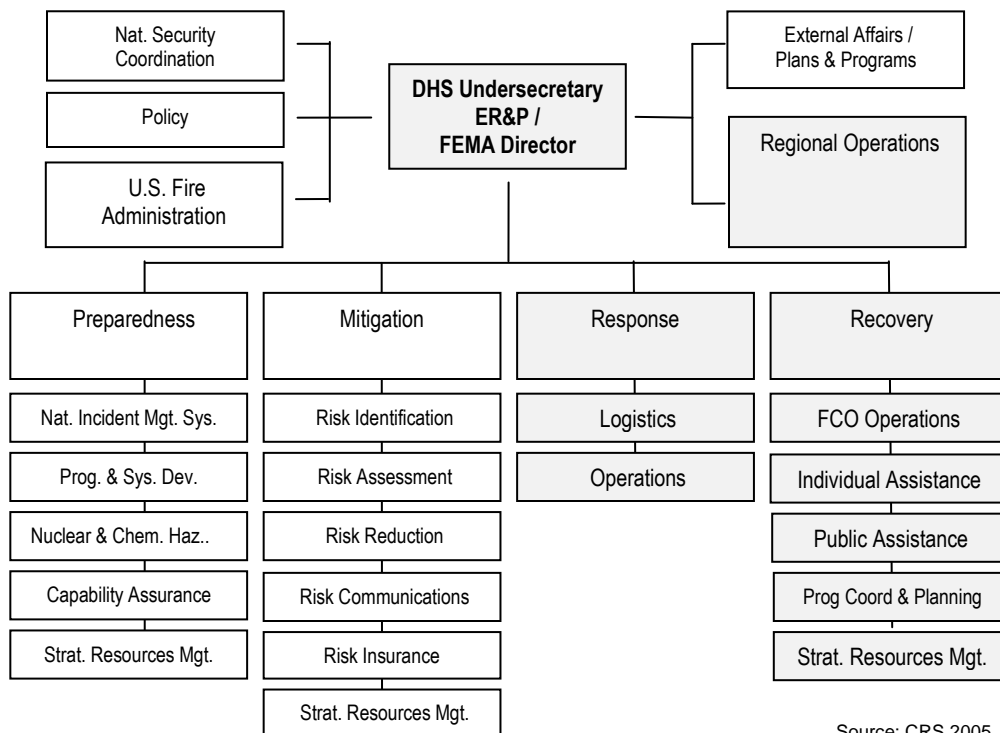 Nat. Security
Coordination
Policy
U.S. Fire
Administration
DHS Undersecretary
ER&P /
FEMA Director
External Affairs /
Plans & Programs
Regional Operations
Preparedness
Nat. Incident Mgt. Sys.
Prog. & Sys. Dev.
Nuclear & Chem. Haz..
Capability Assurance
Strat. Resources Mgt.
Mitigation
Risk Identification
Risk Assessment
Risk Reduction
Risk Communications
Risk Insurance
Strat. Resources Mgt.
Response
Logistics
Operations
Recovery
FCO Operations
Individual Assistance
Public Assistance
Prog Coord & Planning
Strat. Resources Mgt.
Source: CRS 2005